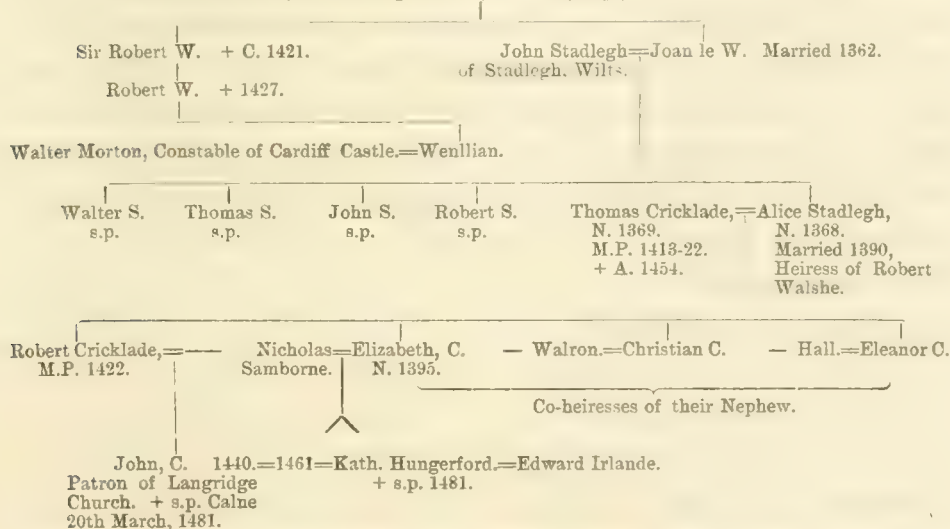 Sir Robert W. + C. 1421.
John Stadlegh=Joan le W. Married 1362.
of Stadlegh. Wilts.
Robert W. + 1427.
Walter Morton, Constable of Cardiff Castle.=Wenllian.
Walter S. Thomas S. John S. Robert S. Thomas Cricklade,=Alice Stadlegh,
s.p. s.p. s.p. s.p. N. 1369. N. 1368.
M.P. 1413-22. Married 1390,
+ A. 1454. Heiress of Robert
Walshe.
Robert Cricklade,=— Nicholas=Elizabeth, C. — Walron.=Christian C. — Hall.=Eleanor C.
M.P. 1422. Samborne. N. 1395.
Co-heiresses of their Nephew.
John, C. 1440.=1461=Kath. Hungerford.=Edward Irlande.
Patron of Langridge + s.p. 1481.
Church. + s.p. Calne
20th March, 1481.